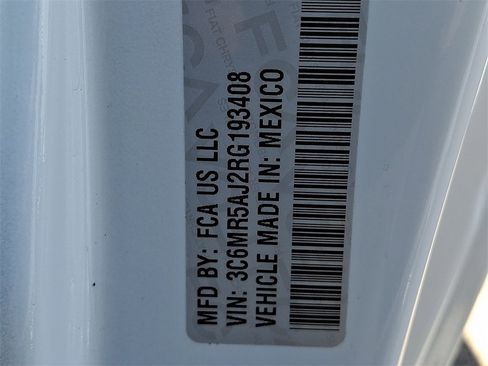 MFD BY: FCA US LLC
VIN: 3C6MR5AJ2RG193408
VEHICLE MADE IN: MEXICO